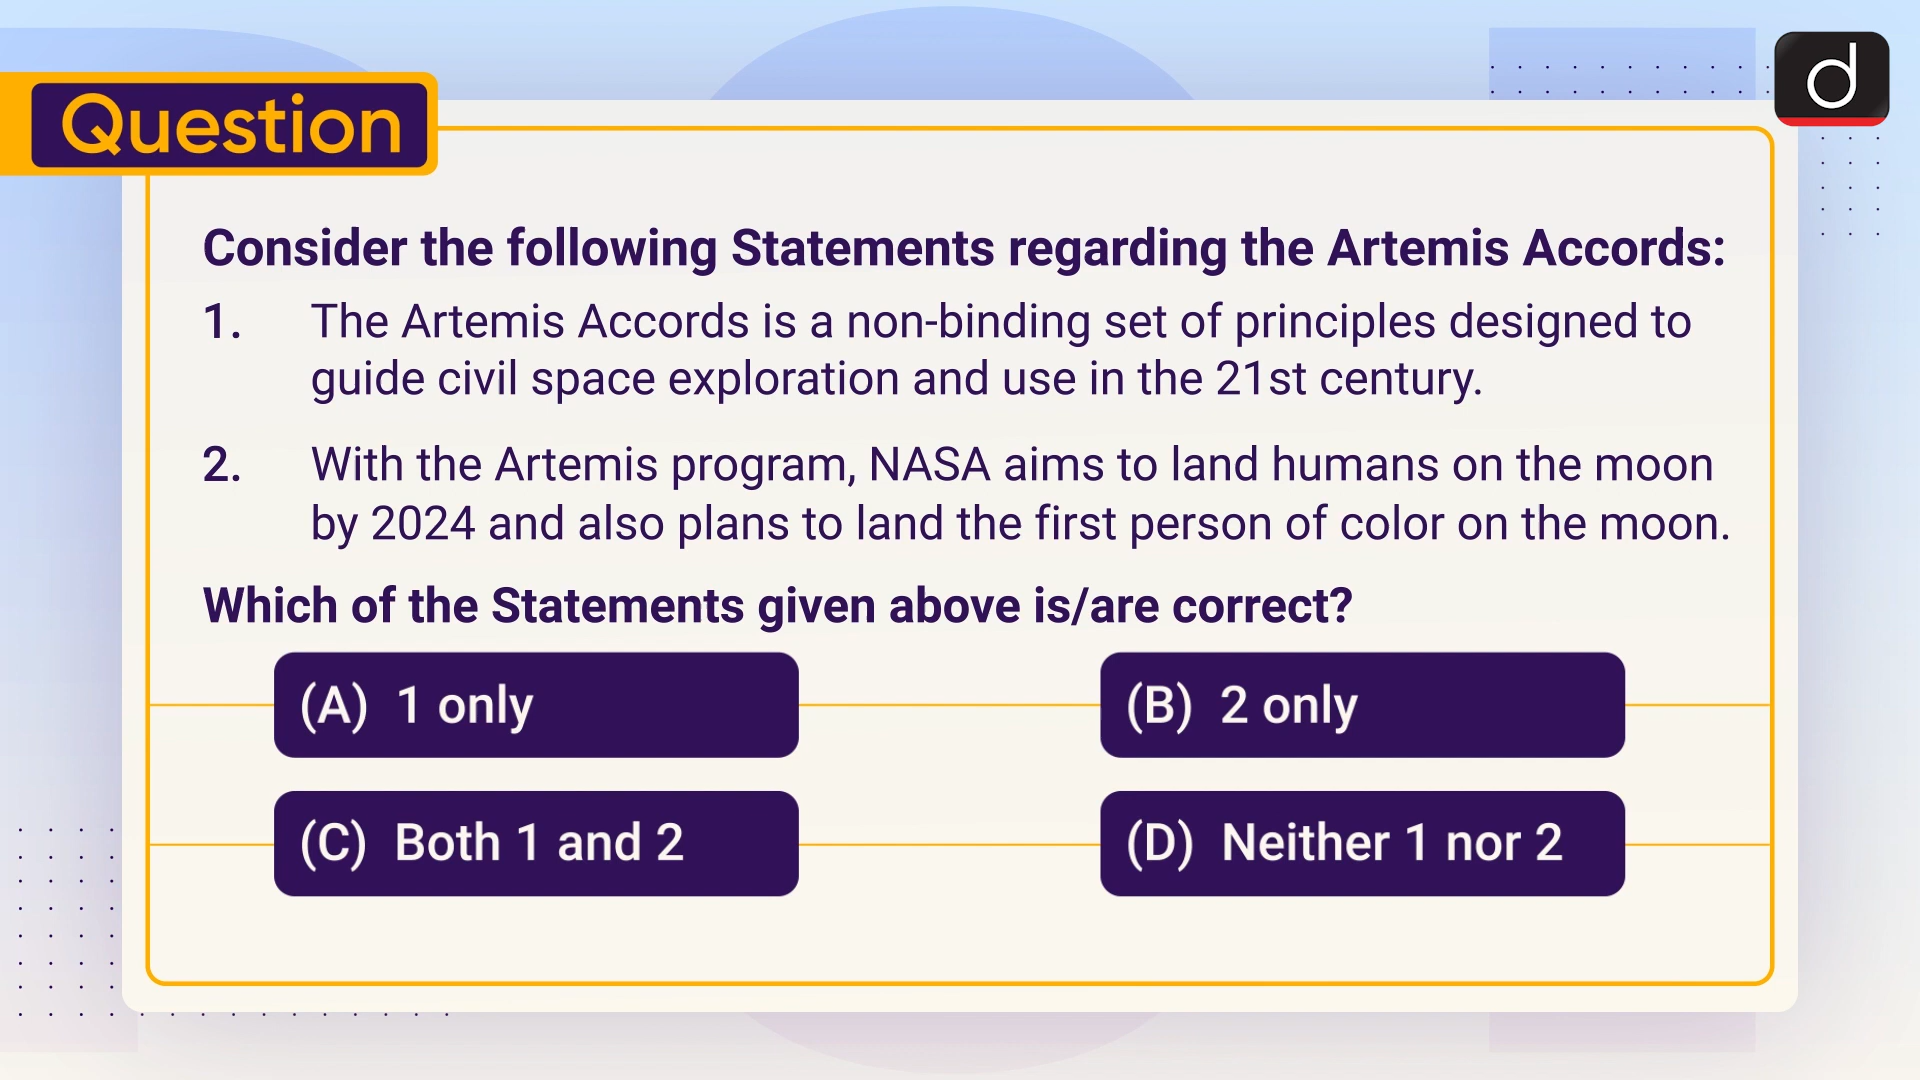 Question
Consider the following Statements regarding the Artemis Accords:
1. The Artemis Accords is a non-binding set of principles designed to
guide civil space exploration and use in the 21st century.
2. With the Artemis program, NASA aims to land humans on the moon
by 2024 and also plans to land the first person of color on the moon.
Which of the Statements given above is/are correct?
(A) 1 only
(B) 2 only
(C) Both 1 and 2
(D) Neither 1 nor 2
d